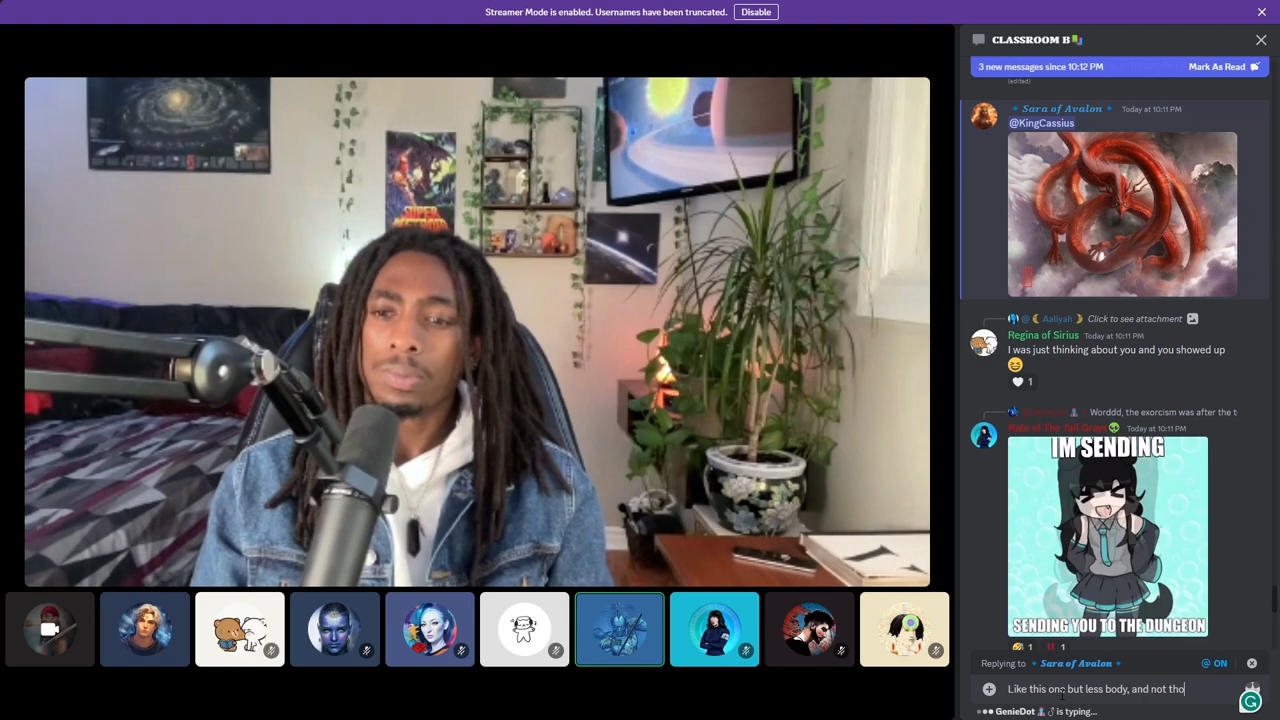 Streamer Mode is enabled. Usernames have been truncated. Disable
SUPER
METROID
CLASSROOM B
3 new messages since 10:12 PM Mark As Read
(edited)
Sara of Avalon Today at 10:11 PM
@KingCassius
@ Aaliyah Click to see attachment
Regina of Sirius Today at 10:11 PM
I was just thinking about you and you showed up
1
Worddd, the exorcism was after the t
Today at 10:11 PM
IM SENDING
SENDING YOU TO THE DUNGEON
1 1
Replying to Sara of Avalon @ ON
Like this one but less body, and not tho
GenieDot is typing...